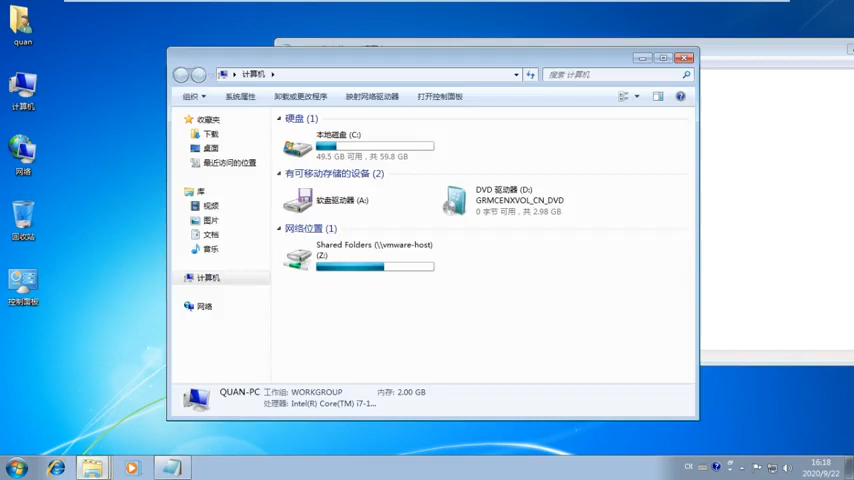 quan
计算机
网络
回收站
控制面板
计算机
搜索 计算机
组织
系统属性
卸载或更改程序
映射网络驱动器
打开控制面板
收藏夹
下载
桌面
最近访问的位置
库
视频
图片
文档
音乐
计算机
网络
硬盘 (1)
本地磁盘 (C:)
49.5 GB 可用，共 59.8 GB
有可移动存储的设备 (2)
软盘驱动器 (A:)
DVD 驱动器 (D:)
GRMCENXVOL_CN_DVD
0 字节 可用，共 2.98 GB
网络位置 (1)
Shared Folders (\\vmware-host)
(Z:)
QUAN-PC 工作组: WORKGROUP 内存: 2.00 GB
处理器: Intel(R) Core(TM) i7-1...
CH
16:18
2020/9/22